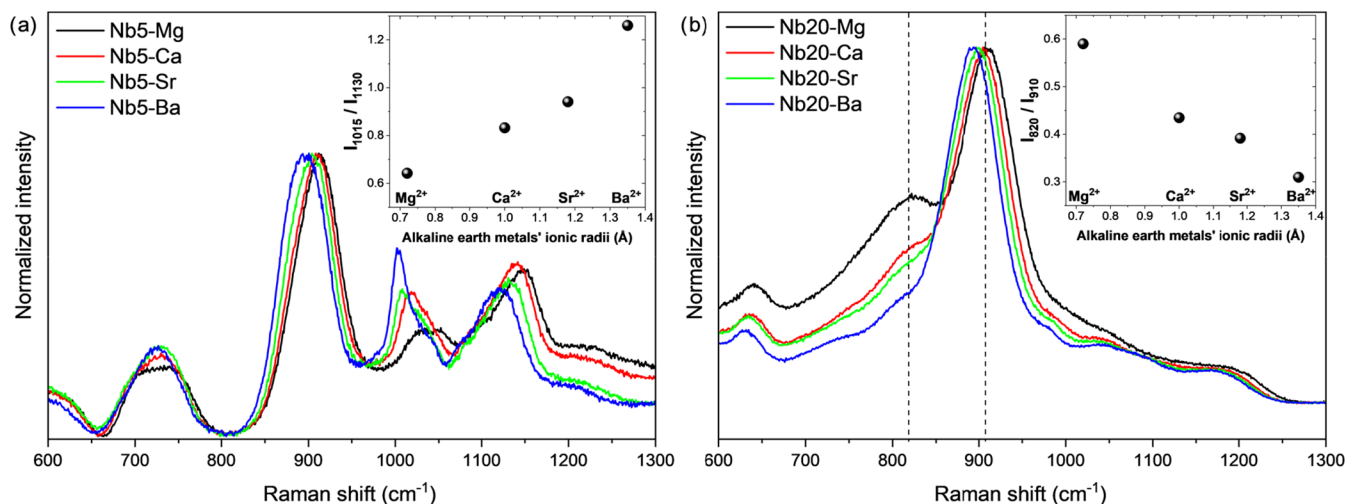 (a)
Nb5-Mg
Nb5-Ca
Nb5-Sr
Nb5-Ba
Normalized intensity
600 700 800 900 1000 1100 1200 1300
Raman shift (cm⁻¹)
I₁₀₁₅ / I₁₁₃₀
1.2
1.0
0.8
0.6
Mg²⁺ Ca²⁺ Sr²⁺ Ba²⁺
0.7 0.8 0.9 1.0 1.1 1.2 1.3 1.4
Alkaline earth metals' ionic radii (Å)
(b)
Nb20-Mg
Nb20-Ca
Nb20-Sr
Nb20-Ba
Normalized intensity
600 700 800 900 1000 1100 1200 1300
Raman shift (cm⁻¹)
I₈₂₀ / I₉₁₀
0.6
0.5
0.4
0.3
Mg²⁺ Ca²⁺ Sr²⁺ Ba²⁺
0.7 0.8 0.9 1.0 1.1 1.2 1.3 1.4
Alkaline earth metals' ionic radii (Å)